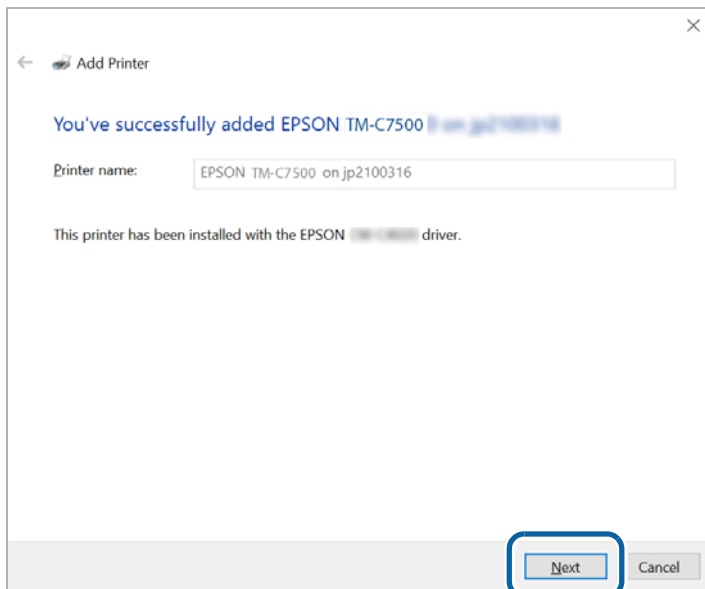 Add Printer
You've successfully added EPSON TM-C7500
Printer name:
EPSON TM-C7500 on jp2100316
This printer has been installed with the EPSON driver.
Next
Cancel